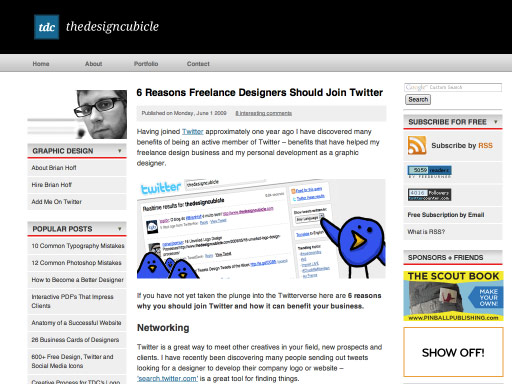 tdc thedesigncubicle
Home About Portfolio Contact
6 Reasons Freelance Designers Should Join Twitter
Published on Monday, June 1 2009 8 interesting comments
Having joined Twitter approximately one year ago I have discovered many
benefits of being an active member of Twitter – benefits that have helped my
freelance design business and my personal development as a graphic
designer.
twitter
thedesigncubicle
Realtime results for thedesigncubicle
If you have not yet taken the plunge into the Twitterverse here are 6 reasons
why you should join Twitter and how it can benefit your business.
Networking
Twitter is a great way to meet other creatives in your field, new prospects and
clients. I have recently been discovering many people sending out tweets
looking for a designer to develop their company logo or website –
'search.twitter.com' is a great tool for finding things.
GRAPHIC DESIGN
About Brian Hoff
Hire Brian Hoff
Add Me On Twitter
POPULAR POSTS
10 Common Typography Mistakes
12 Common Photoshop Mistakes
How to Become a Better Designer
Interactive PDF's That Impress
Clients
Anatomy of a Successful Website
26 Business Cards of Designers
600+ Free Design, Twitter and
Social Media Icons
Creative Process for TDC's Logo
Google Custom Search
Search
SUBSCRIBE FOR FREE
Subscribe by RSS
5059 readers
BY FEEDBURNER
4016 Followers
twittercounter.com
Free Subscription by Email
What is RSS?
SPONSORS + FRIENDS
THE SCOUT BOOK
MAKE YOUR
OWN!
WWW.PINBALLPUBLISHING.COM
SHOW OFF!